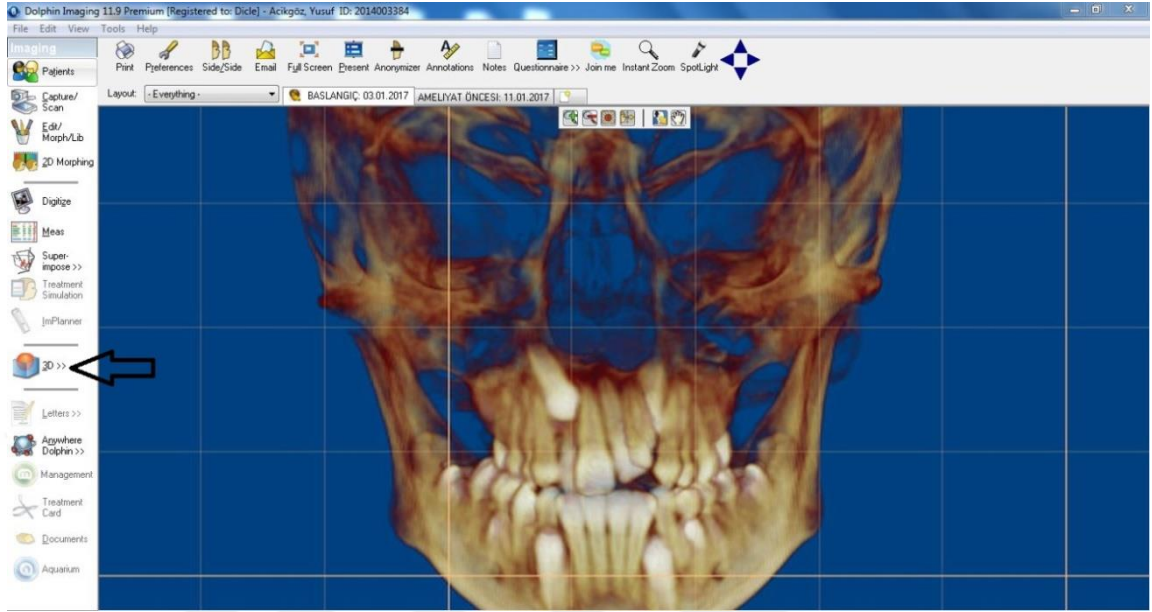 Dolphin Imaging 11.9 Premium [Registered to: Dicle] - Acikgöz, Yusuf ID: 2014003384
File Edit View Tools Help
Imaging
Patients
Capture/
Scan
Edit/
Morph/Lib
2D Morphing
Digitize
Meas
Super-
impose >>
Treatment
Simulation
ImPlanner
3D >>
Letters >>
Anywhere
Dolphin >>
Management
Treatment
Card
Documents
Aquarium
Print Preferences Side/Side Email Full Screen Present Anonymizer Annotations Notes Questionnaire >> Join me Instant Zoom SpotLight
Layout: - Everything - BASLANGIÇ: 03.01.2017 AMELIYAT ÖNCESİ: 11.01.2017